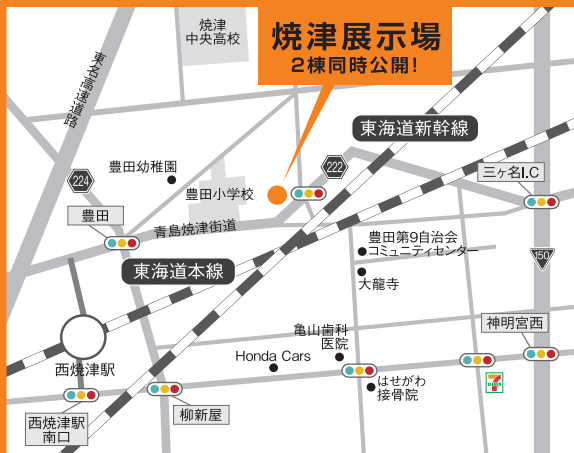 焼津
中央高校
焼津展示場
2棟同時公開!
東名高速道路
東海道新幹線
222
三ヶ名I.C
豊田幼稚園
224
豊田小学校
豊田
青島焼津街道
豊田第9自治会
コミュニティセンター
150
東海道本線
大龍寺
神明宮西
亀山歯科
医院
Honda Cars
西焼津駅
はせがわ
接骨院
西焼津駅
南口
柳新屋